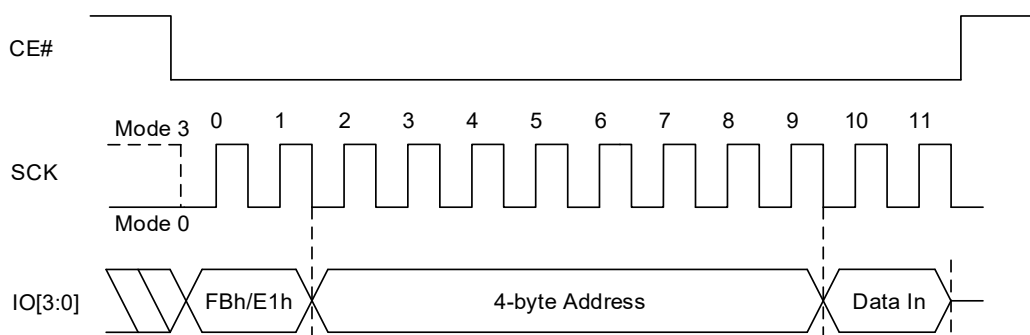 CE#
Mode 3 0 1 2 3 4 5 6 7 8 9 10 11
SCK
Mode 0
IO[3:0] FBh/E1h 4-byte Address Data In